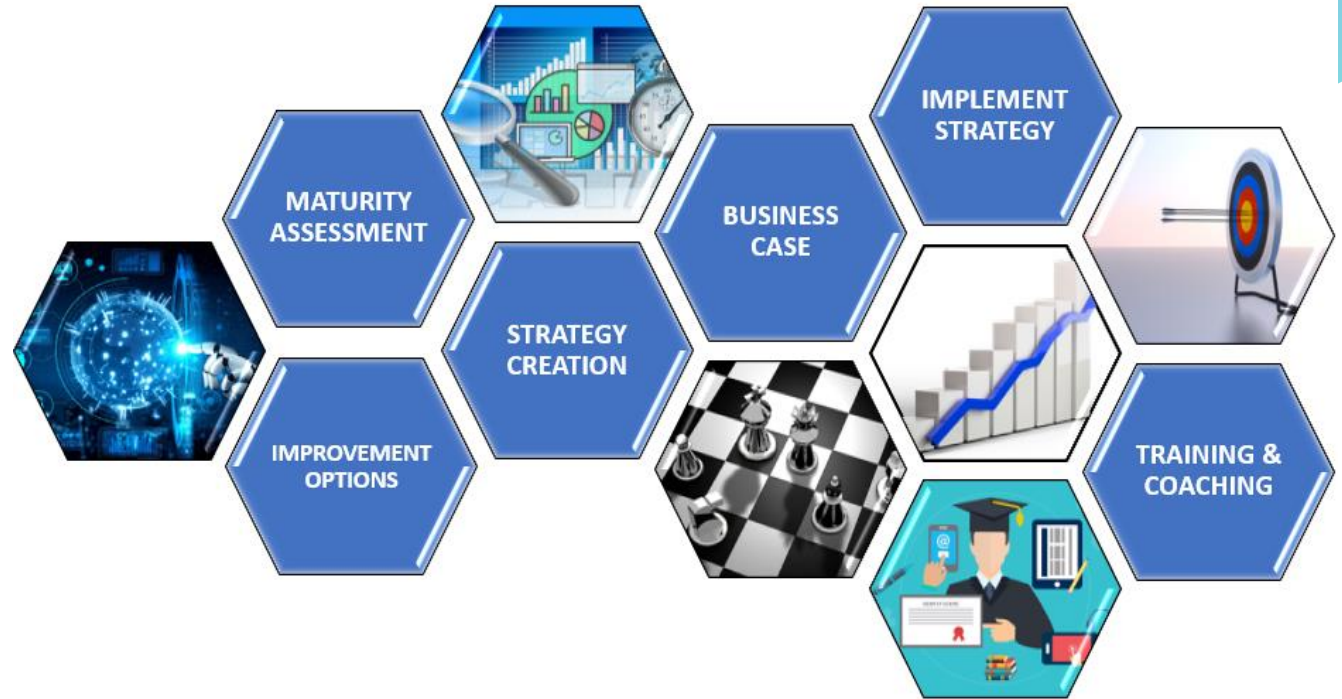 MATURITY
ASSESSMENT
IMPROVEMENT
OPTIONS
STRATEGY
CREATION
BUSINESS
CASE
IMPLEMENT
STRATEGY
TRAINING &
COACHING
@